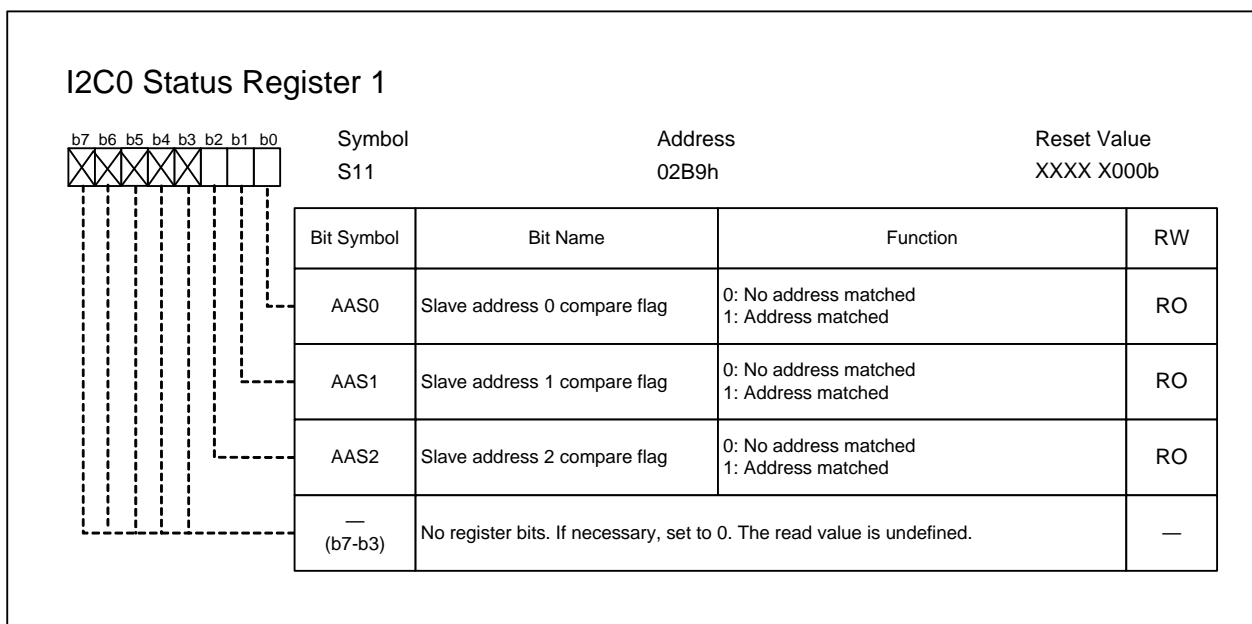 I2C0 Status Register 1
b7 b6 b5 b4 b3 b2 b1 b0
Symbol Address Reset Value
S11 02B9h XXXX X000b
Bit Symbol Bit Name Function RW
AAS0 Slave address 0 compare flag 0: No address matched
1: Address matched RO
AAS1 Slave address 1 compare flag 0: No address matched
1: Address matched RO
AAS2 Slave address 2 compare flag 0: No address matched
1: Address matched RO
—
(b7-b3) No register bits. If necessary, set to 0. The read value is undefined. —